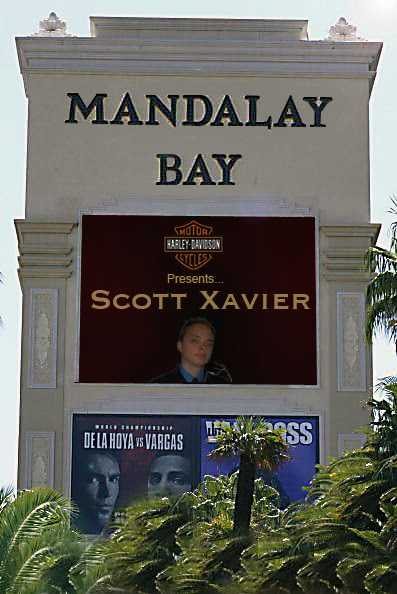 MANDALAY
BAY
MOTOR
HARLEY-DAVIDSON
CYCLES
Presents...
SCOTT XAVIER
WORLD CHAMPIONSHIP
DE LA HOYA VS VARGAS